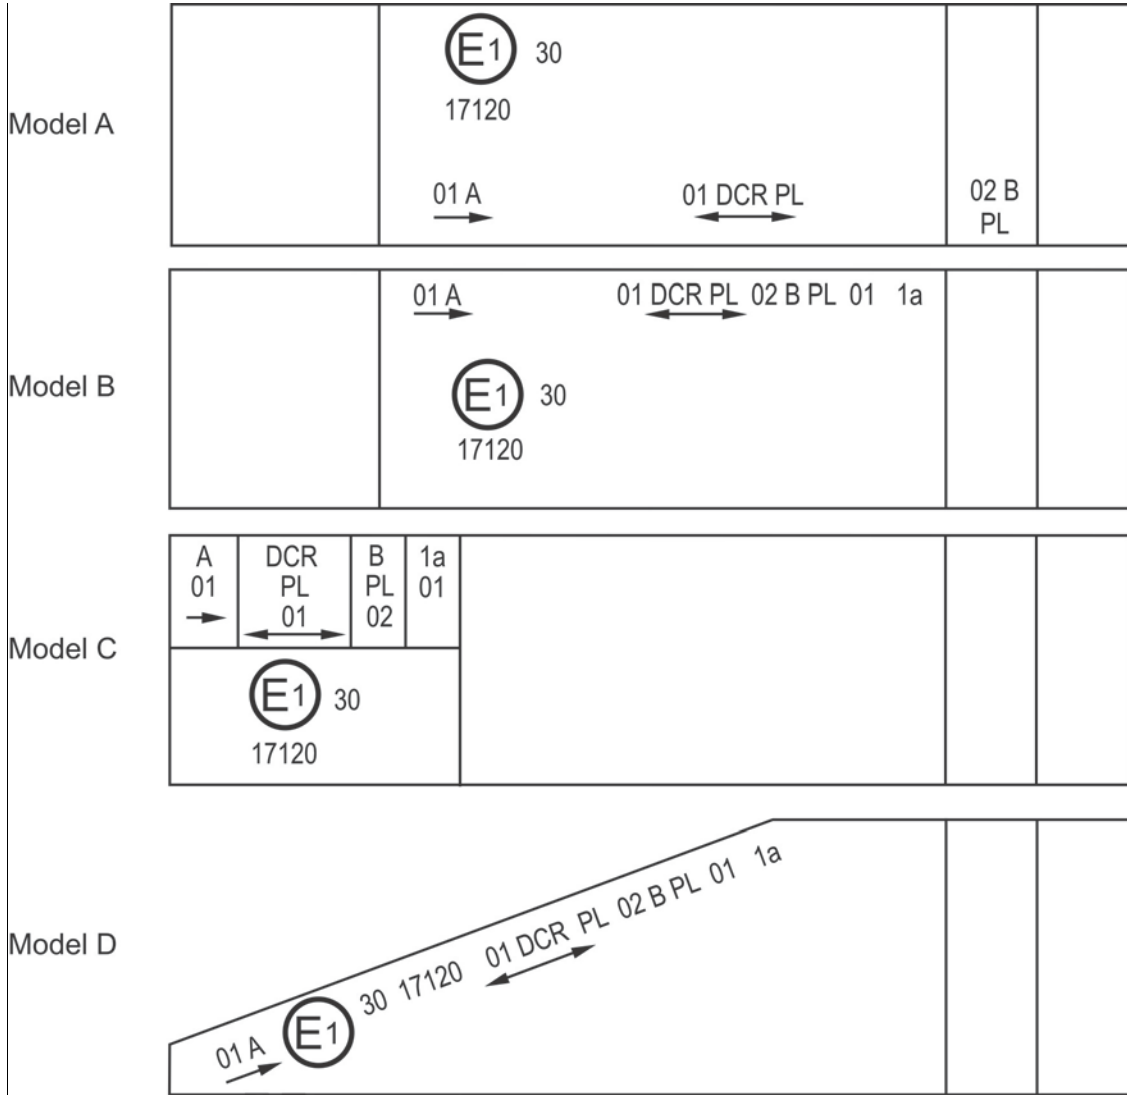 Model A
E1 30
17120
01 A 01 DCR PL 02 B
PL
Model B
01 A 01 DCR PL 02 B PL 01 1a
E1 30
17120
Model C
A DCR B 1a
01 PL PL 01
01 02
E1 30
17120
Model D
01 A E1 30 17120 01 DCR PL 02 B PL 01 1a